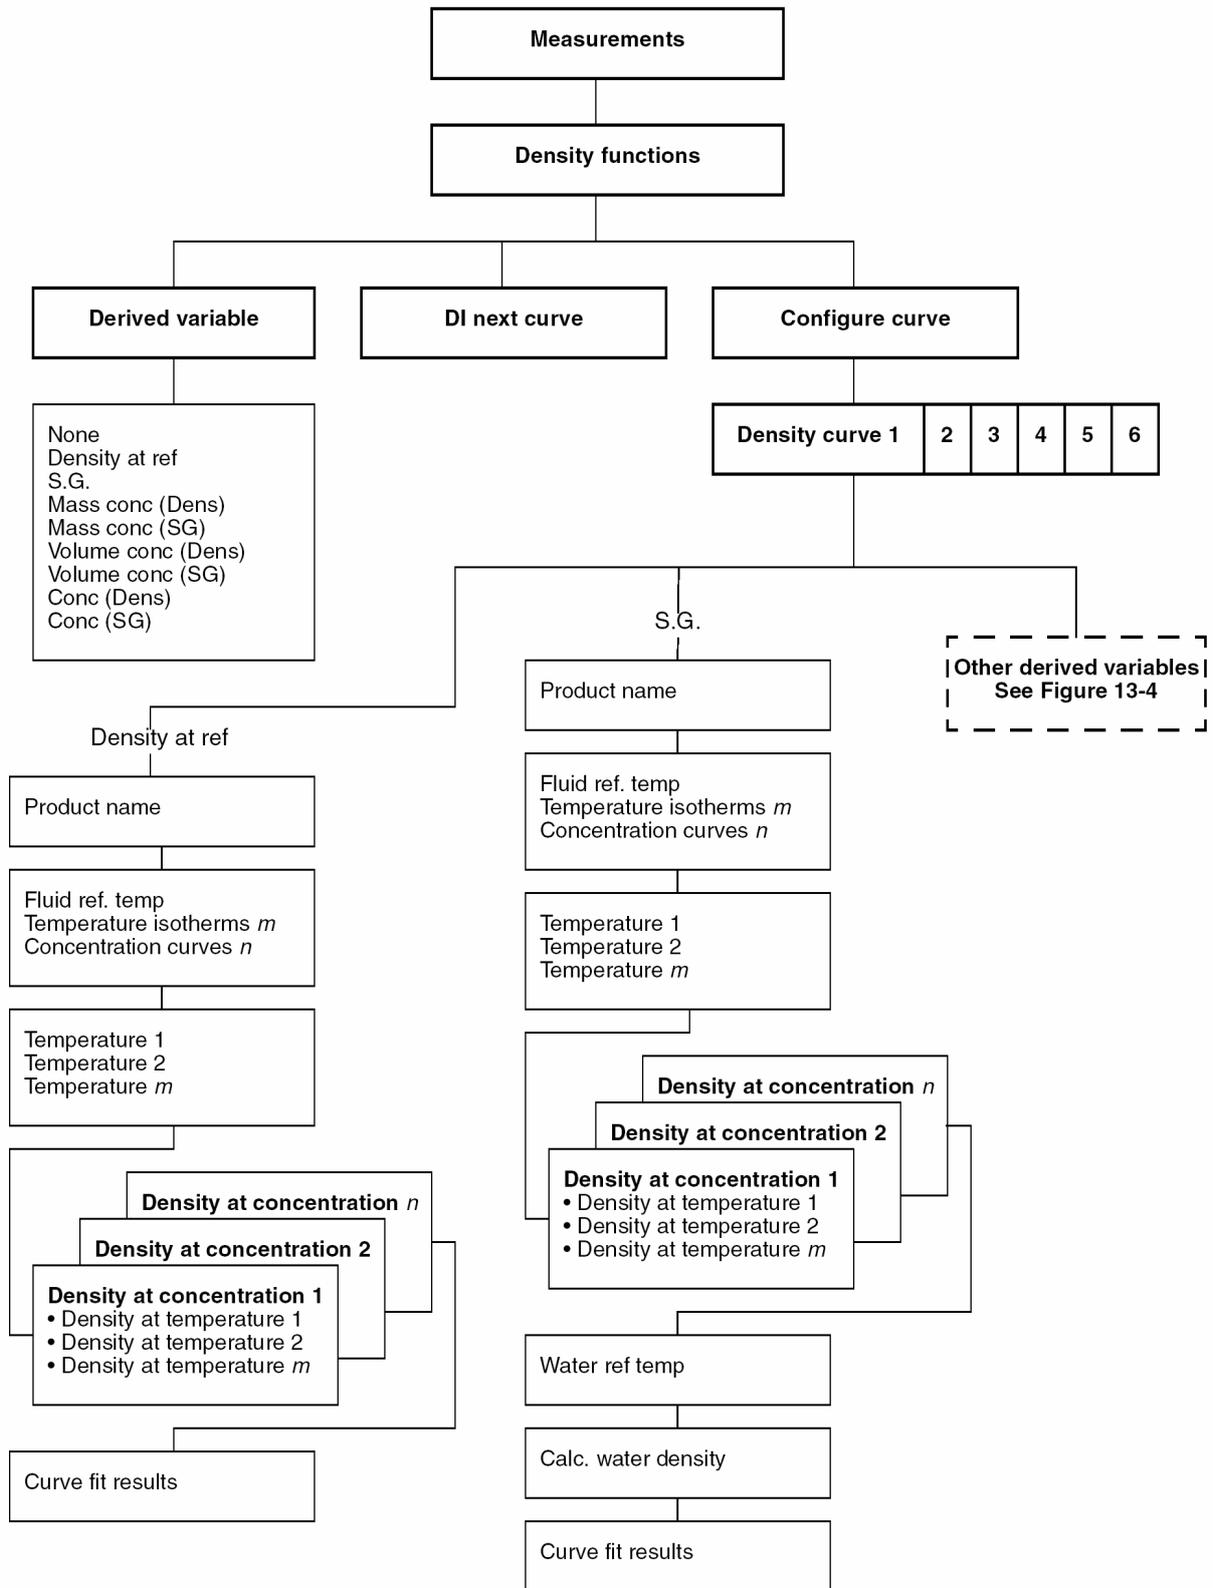 Measurements
Density functions
Derived variable
DI next curve
Configure curve
None
Density at ref
S.G.
Mass conc (Dens)
Mass conc (SG)
Volume conc (Dens)
Volume conc (SG)
Conc (Dens)
Conc (SG)
Density curve 1 2 3 4 5 6
Density at ref
Product name
Fluid ref. temp
Temperature isotherms m
Concentration curves n
Temperature 1
Temperature 2
Temperature m
Density at concentration n
Density at concentration 2
Density at concentration 1
• Density at temperature 1
• Density at temperature 2
• Density at temperature m
Curve fit results
S.G.
Product name
Fluid ref. temp
Temperature isotherms m
Concentration curves n
Temperature 1
Temperature 2
Temperature m
Density at concentration n
Density at concentration 2
Density at concentration 1
• Density at temperature 1
• Density at temperature 2
• Density at temperature m
Water ref temp
Calc. water density
Curve fit results
Other derived variables
See Figure 13-4